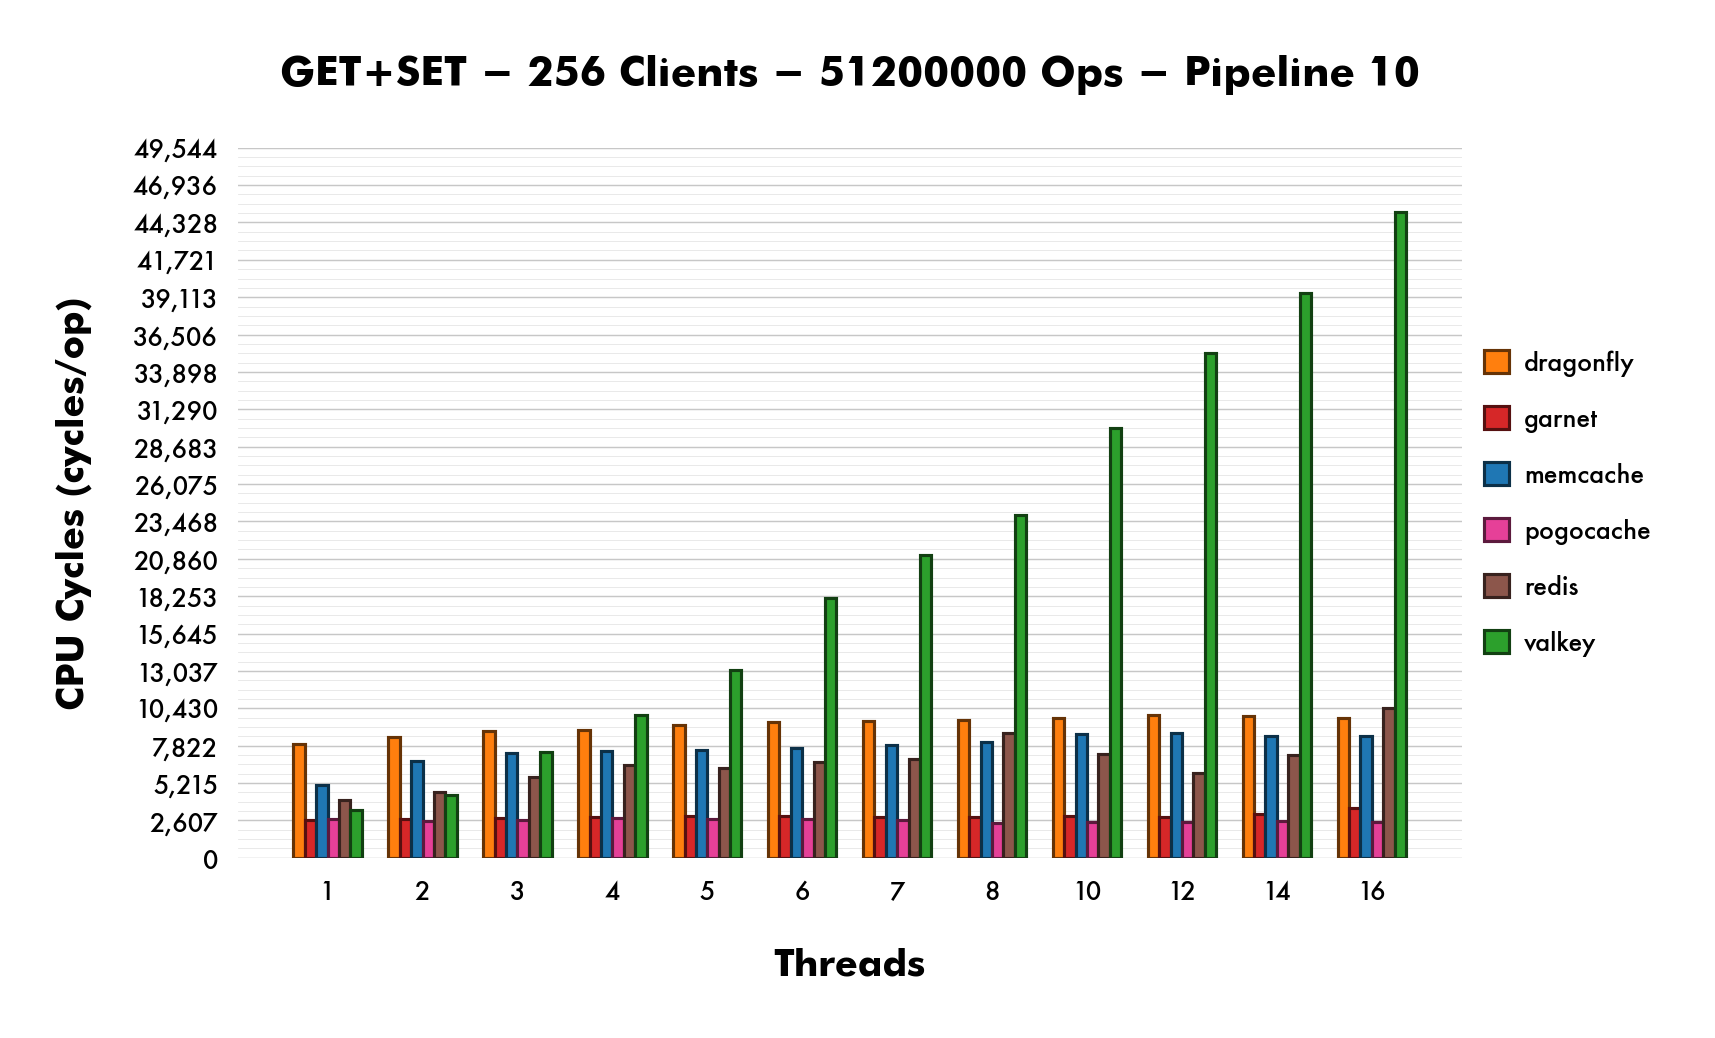 GET+SET – 256 Clients – 51200000 Ops – Pipeline 10
CPU Cycles (cycles/op)
49,544
46,936
44,328
41,721
39,113
36,506
33,898
31,290
28,683
26,075
23,468
20,860
18,253
15,645
13,037
10,430
7,822
5,215
2,607
0
1 2 3 4 5 6 7 8 10 12 14 16
Threads
dragonfly
garnet
memcache
pogocache
redis
valkey